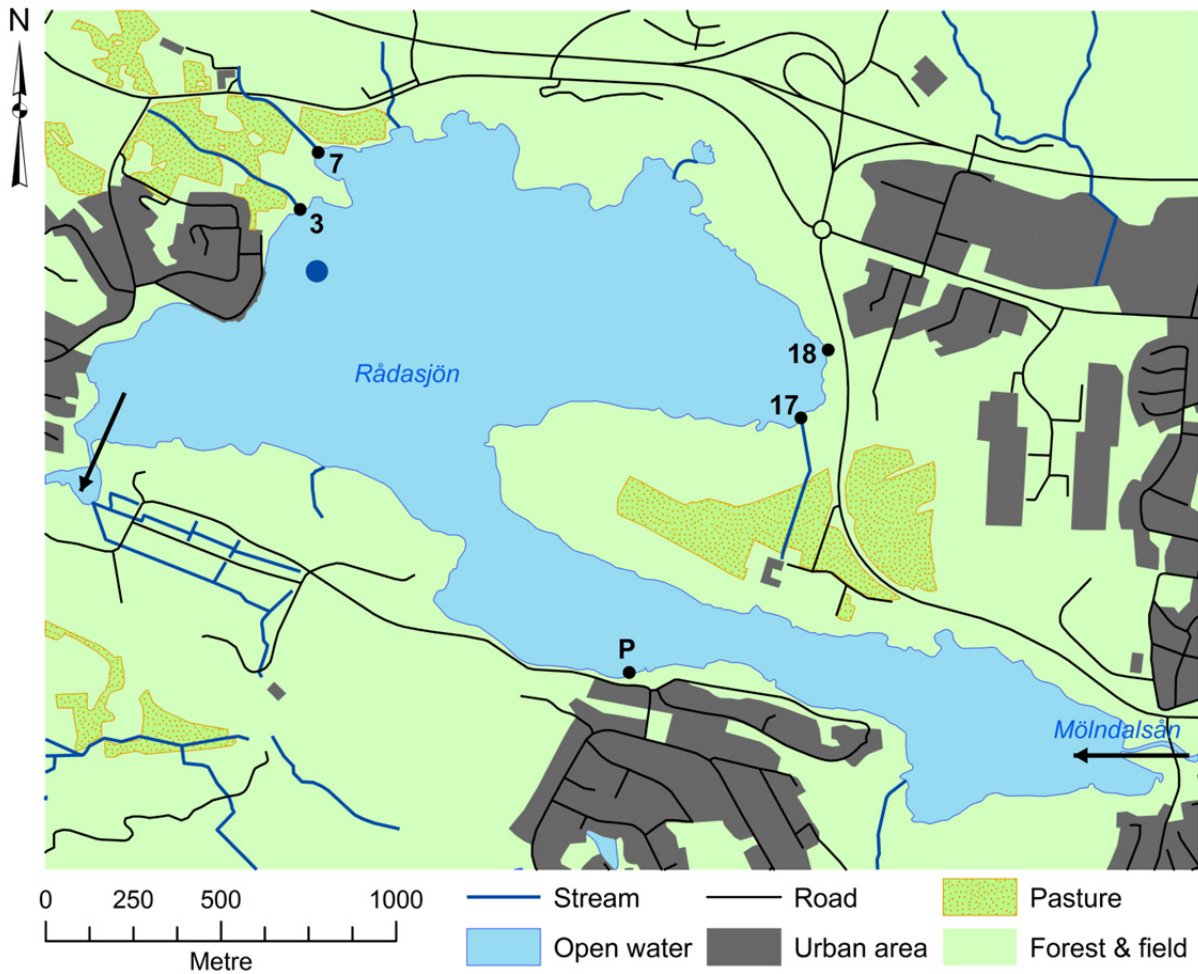 N
7
3
18
Rådasjön
17
P
Mölndalsån
0 250 500 1000
Metre
Stream Road Pasture
Open water Urban area Forest & field